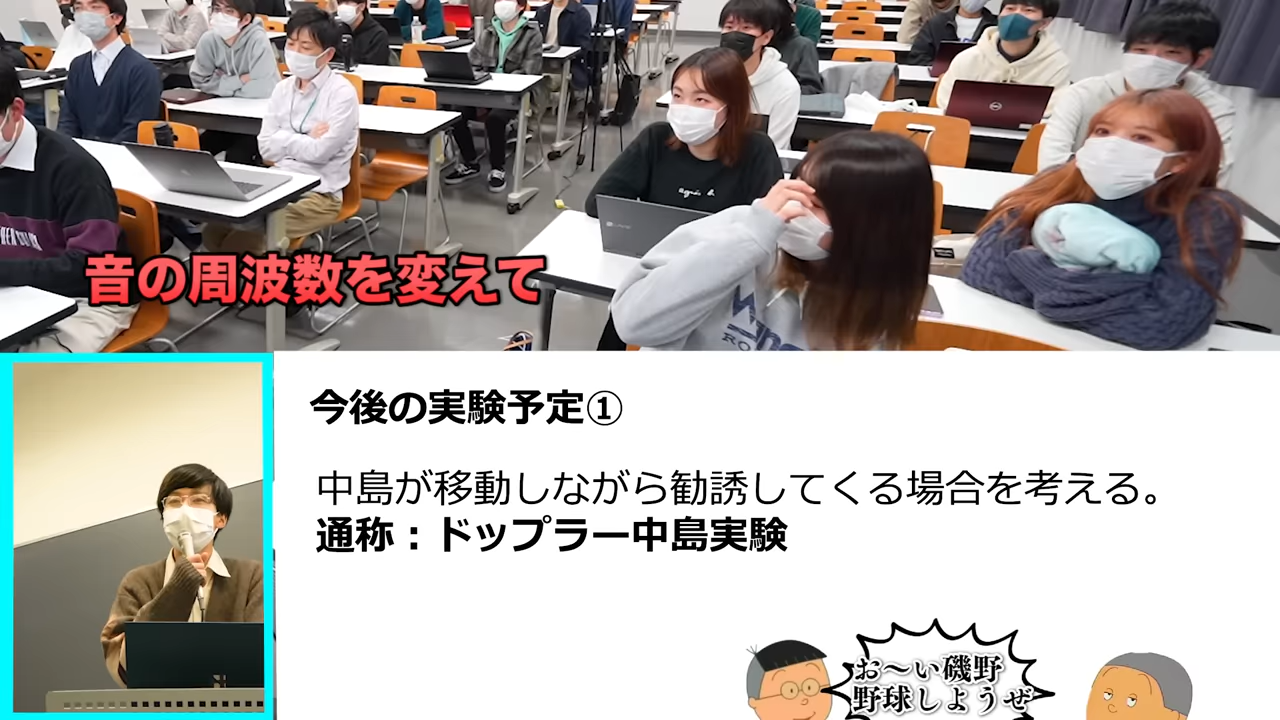 agnès b.
DELL
音の周波数を変えて
今後の実験予定①
中島が移動しながら勧誘してくる場合を考える。
通称：ドップラー中島実験
お～い磯野
野球しようぜ